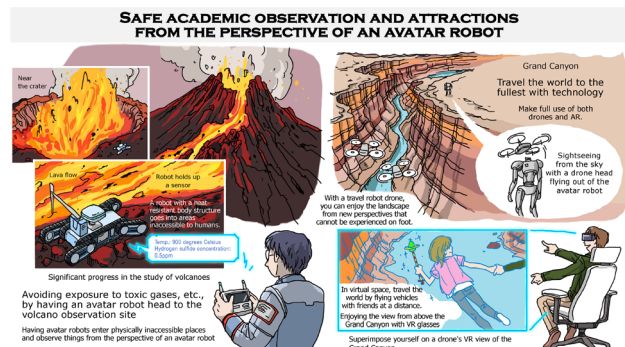 SAFE ACADEMIC OBSERVATION AND ATTRACTIONS
FROM THE PERSPECTIVE OF AN AVATAR ROBOT
Near
the crater
Lava flow
Robot holds up
a sensor
A robot with a heat-
resistant body structure
goes into areas
inaccessible to humans.
Temp.: 900 degrees Celsius
Hydrogen sulfide concentration:
0.5ppm
Significant progress in the study of volcanoes
Avoiding exposure to toxic gases, etc.,
by having an avatar robot head to the
volcano observation site
Having avatar robots enter physically inaccessible places
and observe things from the perspective of an avatar robot
Grand Canyon
Travel the world to the
fullest with technology
Make full use of both
drones and AR.
Sightseeing
from the sky
with a drone head
flying out of the
avatar robot
With a travel robot drone,
you can enjoy the landscape
from new perspectives that
cannot be experienced on foot.
In virtual space, travel the
world by flying vehicles
with friends at a distance.
Enjoying the view from above the
Grand Canyon with VR glasses
Superimpose yourself on a drone's VR view of the
Grand Canyon